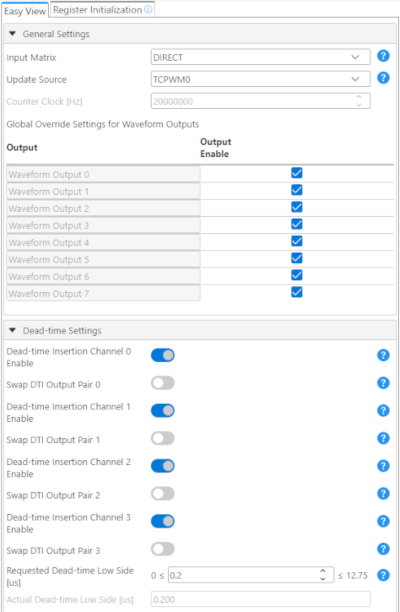 Easy View Register Initialization
General Settings
Input Matrix DIRECT
Update Source TCPWM0
Counter Clock [Hz] 20000000
Global Override Settings for Waveform Outputs
Output Output Enable
Waveform Output 0
Waveform Output 1
Waveform Output 2
Waveform Output 3
Waveform Output 4
Waveform Output 5
Waveform Output 6
Waveform Output 7
Dead-time Settings
Dead-time Insertion Channel 0
Enable
Swap DTI Output Pair 0
Dead-time Insertion Channel 1
Enable
Swap DTI Output Pair 1
Dead-time Insertion Channel 2
Enable
Swap DTI Output Pair 2
Dead-time Insertion Channel 3
Enable
Swap DTI Output Pair 3
Requested Dead-time Low Side
[us] 0 ≤ 0.2 ≤ 12.75
Actual Dead-time Low Side [us] 0.200